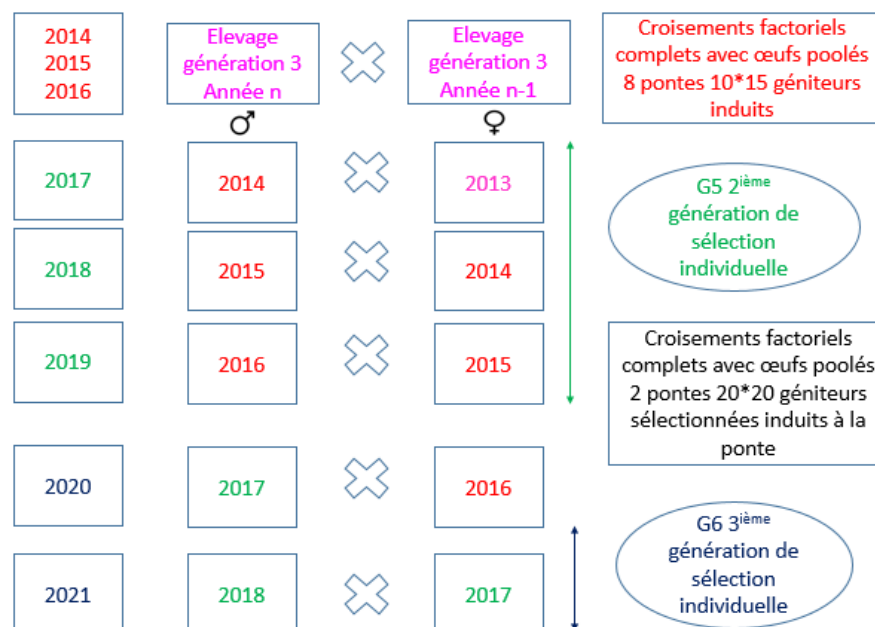 2014
2015
2016
Elevage
génération 3
Année n
Elevage
génération 3
Année n-1
Croisements factoriels
complets avec œufs poolés
8 pontes 10*15 géniteurs
induits
♂
♀
2017
2014
2013
G5 2ième
génération de
sélection
individuelle
2018
2015
2014
2019
2016
2015
Croisements factoriels
complets avec œufs poolés
2 pontes 20*20 géniteurs
sélectionnées induits à la
ponte
2020
2017
2016
G6 3ième
génération de
sélection
individuelle
2021
2018
2017